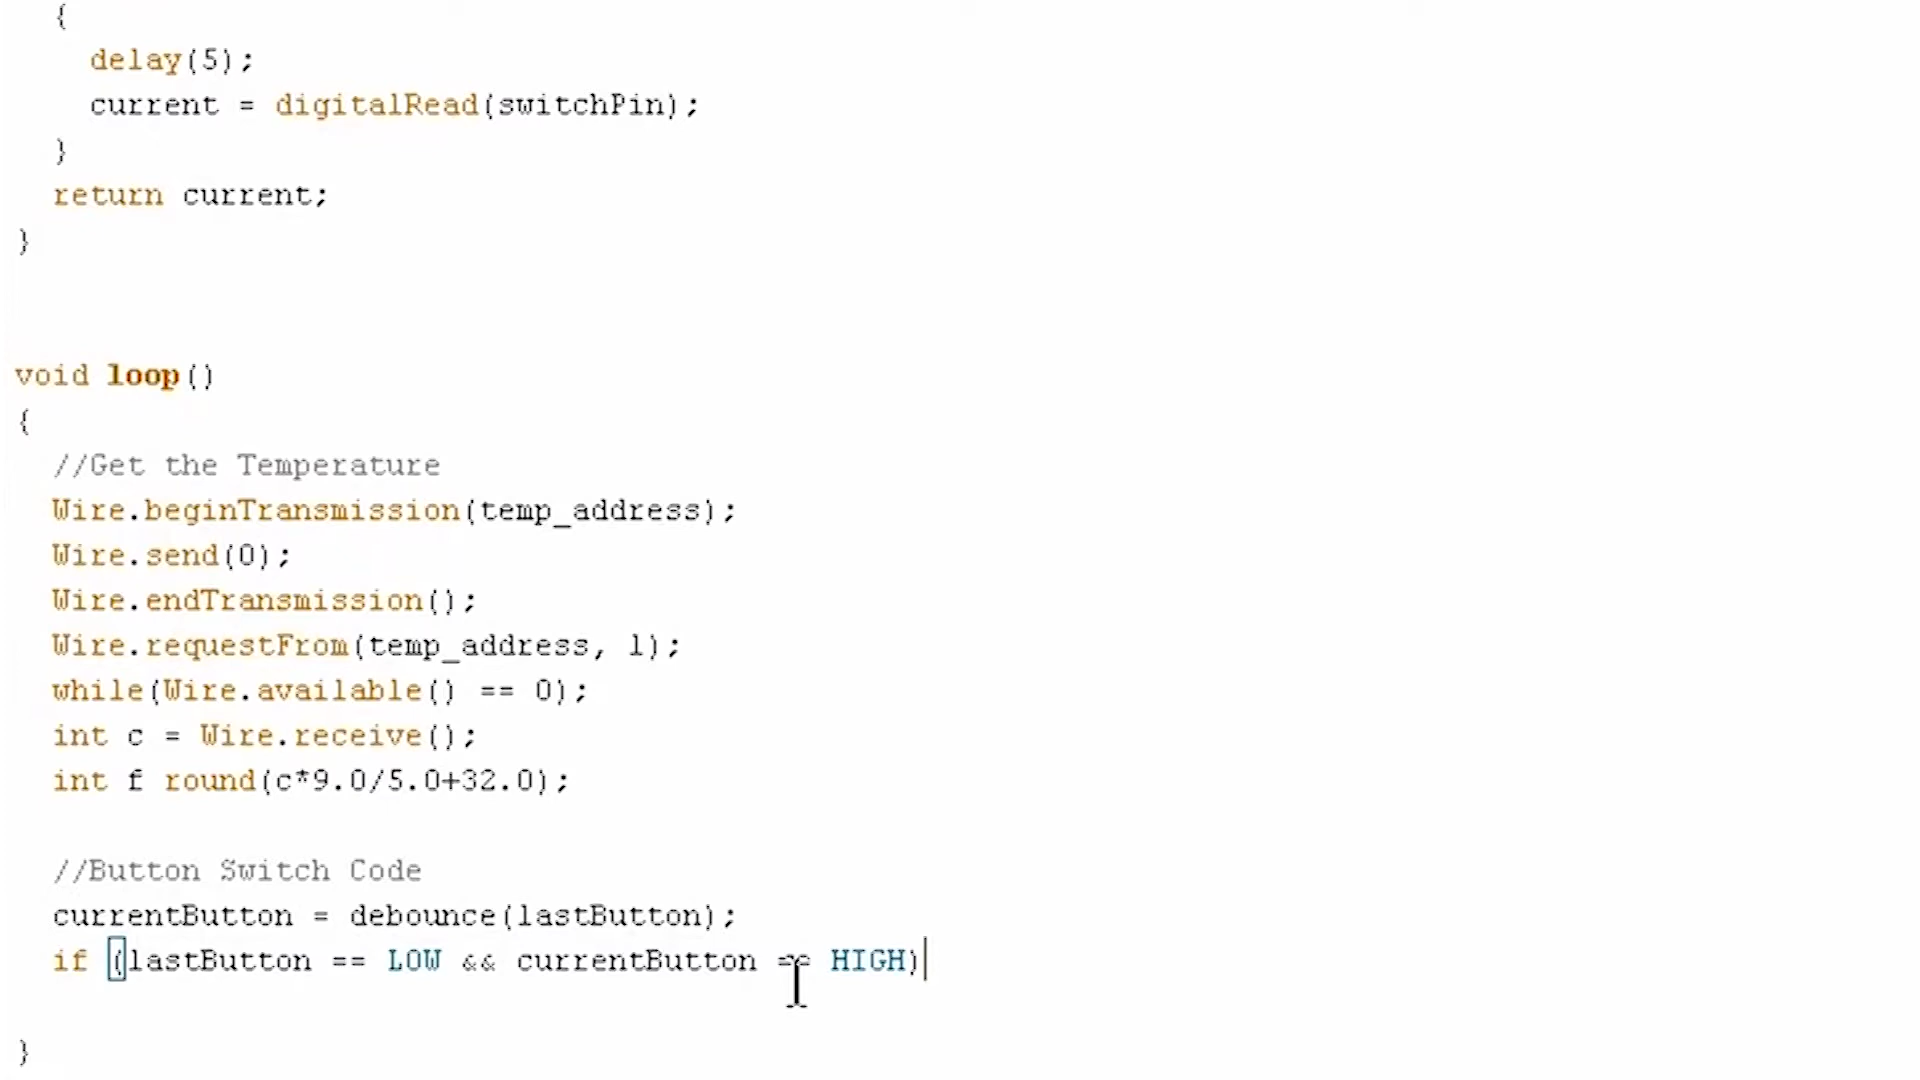 {
delay(5);
current = digitalRead(switchPin);
}
return current;
}
void loop()
{
//Get the Temperature
Wire.beginTransmission(temp_address);
Wire.send(0);
Wire.endTransmission();
Wire.requestFrom(temp_address, 1);
while(Wire.available() == 0);
int c = Wire.receive();
int f round(c*9.0/5.0+32.0);
//Button Switch Code
currentButton = debounce(lastButton);
if (lastButton == LOW && currentButton == HIGH)
}